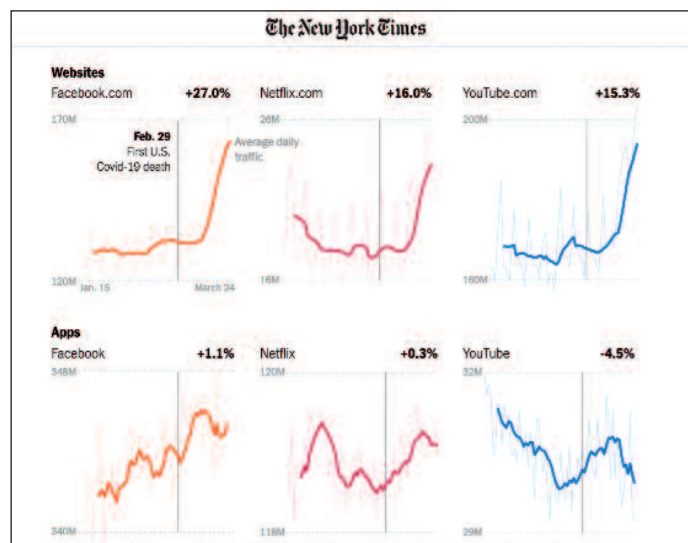 The New York Times
Websites
Facebook.com +27.0%
Netflix.com +16.0%
YouTube.com +15.3%
170M
26M
200M
Feb. 29
First U.S.
Covid-19 death
Average daily
traffic
120M
Jan. 15
March 24
16M
160M
Apps
Facebook +1.1%
Netflix +0.3%
YouTube -4.5%
348M
120M
32M
340M
118M
29M